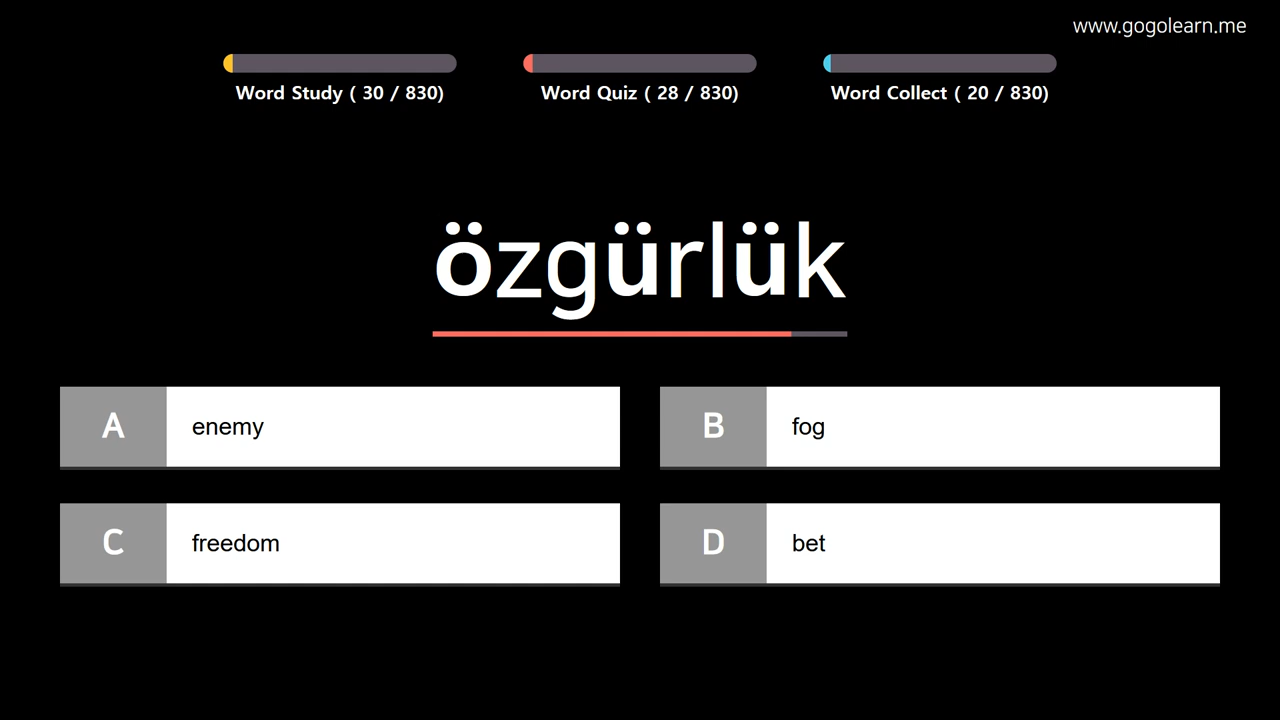 www.gogolearn.me
Word Study ( 30 / 830)
Word Quiz ( 28 / 830)
Word Collect ( 20 / 830)
özgürlük
A enemy
B fog
C freedom
D bet